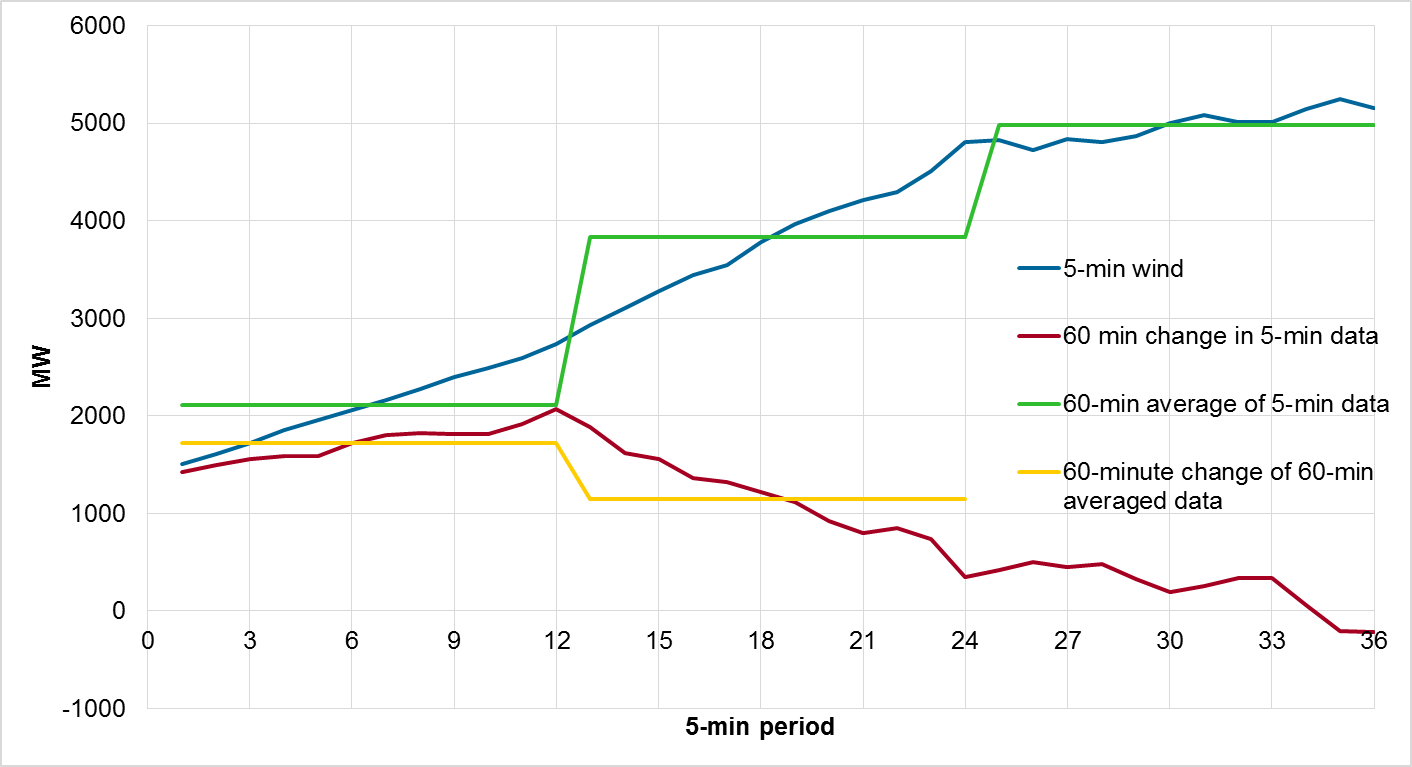 6000
5000
4000
3000
2000
1000
0
-1000
MW
0 3 6 9 12 15 18 21 24 27 30 33 36
5-min period
5-min wind
60 min change in 5-min data
60-min average of 5-min data
60-minute change of 60-min
averaged data